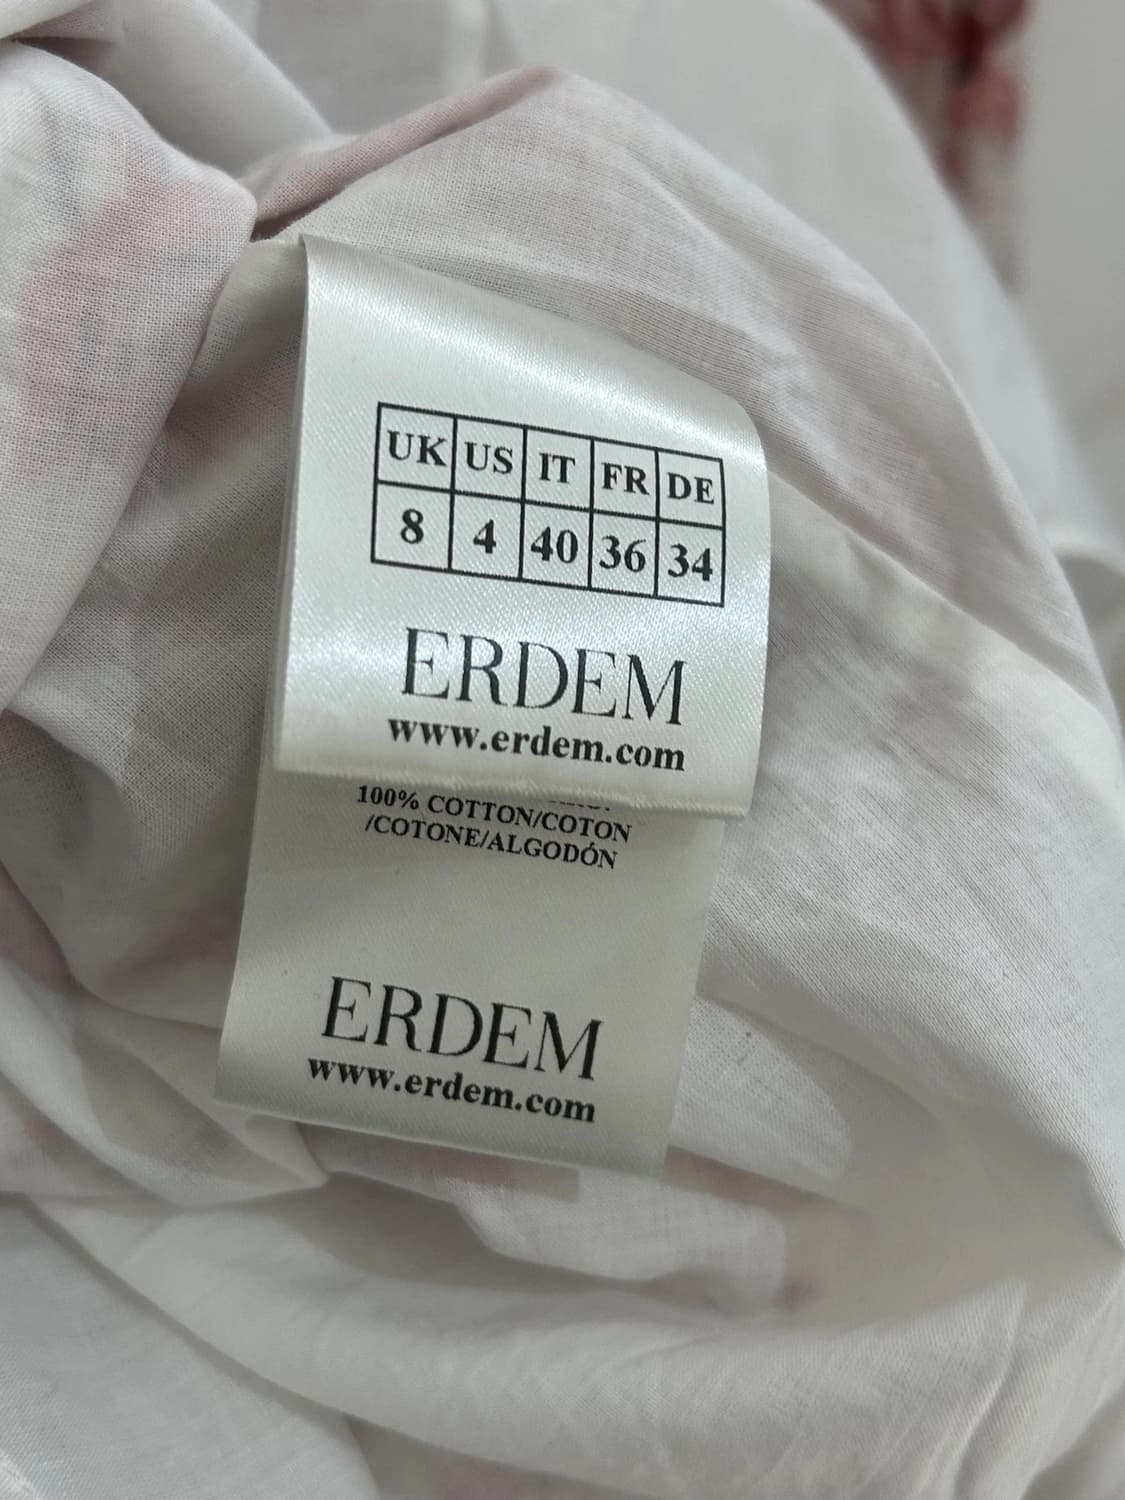 UK US IT FR DE
8 4 40 36 34
ERDEM
www.erdem.com
100% COTTON/COTON
/COTONE/ALGODÓN
ERDEM
www.erdem.com